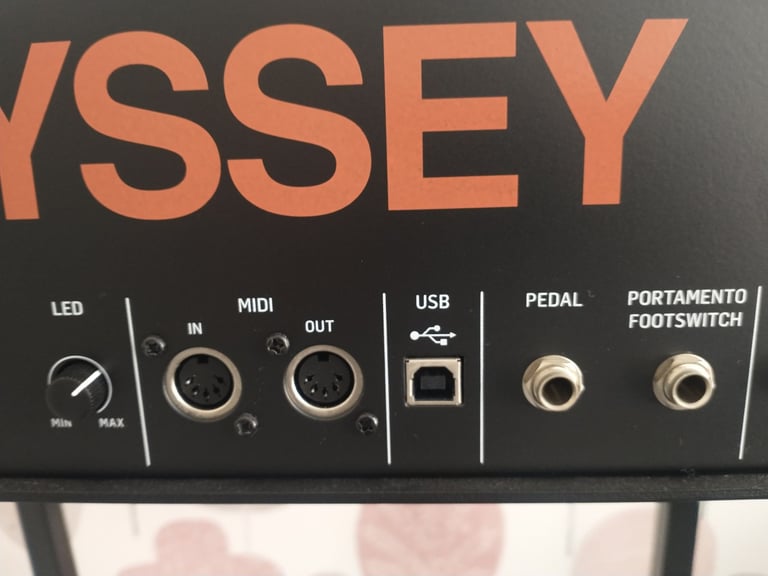 YSSEY
LED
MIN MAX
MIDI
IN OUT
USB
PEDAL
PORTAMENTO
FOOTSWITCH